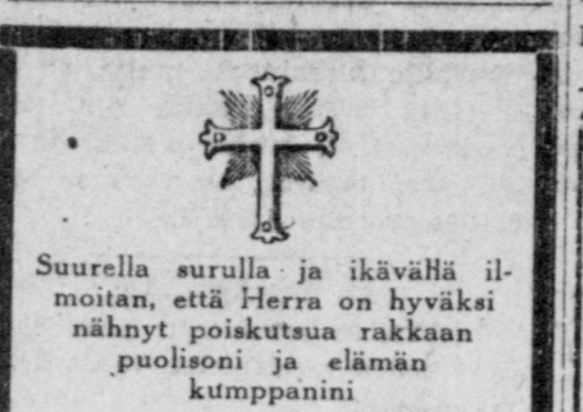 Suurella surulla ja ikävällä il-
moitan, että Herra on hyväksi
nähnyt poiskutsua rakkaan
puolisoni ja elämän
kumppanini